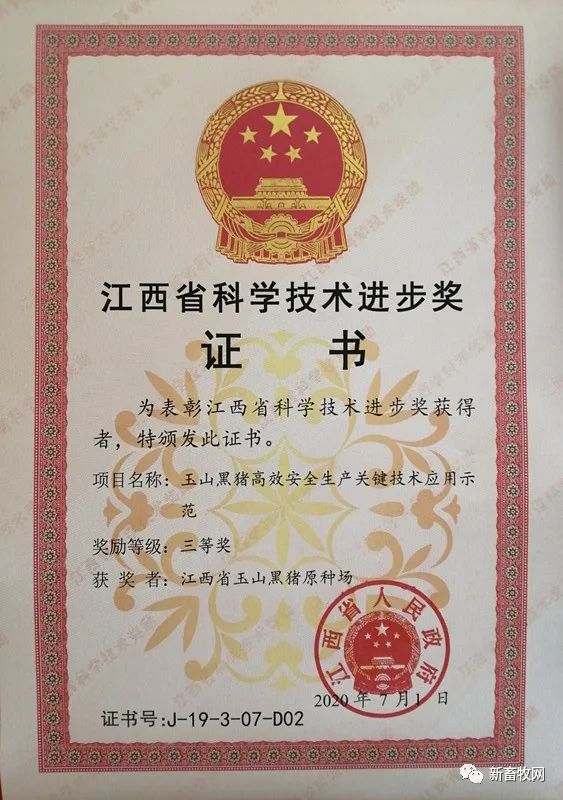 江西省科学技术进步奖
证 书
为表彰江西省科学技术进步奖获得
者，特颁发此证书。
项目名称：玉山黑猪高效安全生产关键技术应用示
范
奖励等级：三等奖
获 奖 者：江西省玉山黑猪原种场
江西省人民政府
2020年 7月1 日
证书号:J-19-3-07-D02
新畜牧网